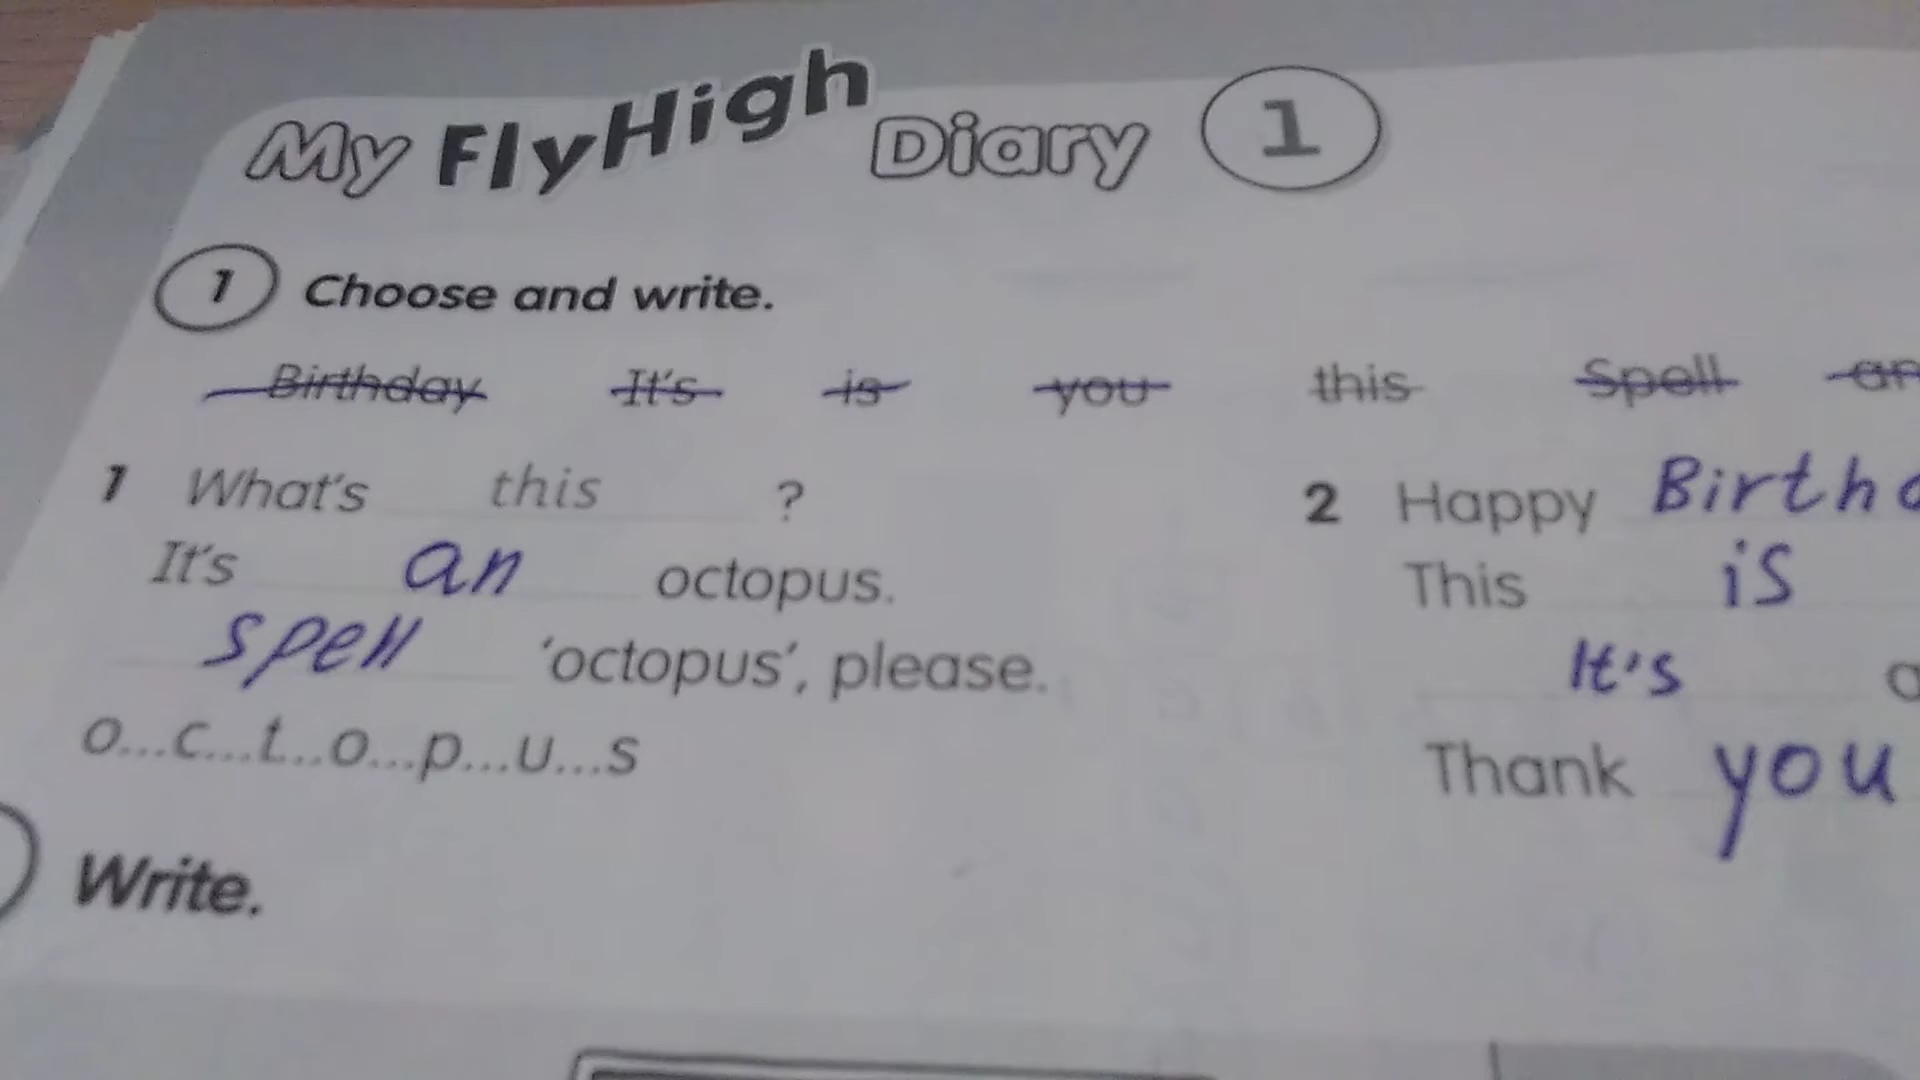 My FlyHigh Diary 1
1 Choose and write.
Birthday It's is you this Spell
1 What's this ?
It's an octopus.
spell 'octopus', please.
o...c...t...o...p...u...s
2 Happy
This is
It's
Thank you
Write.